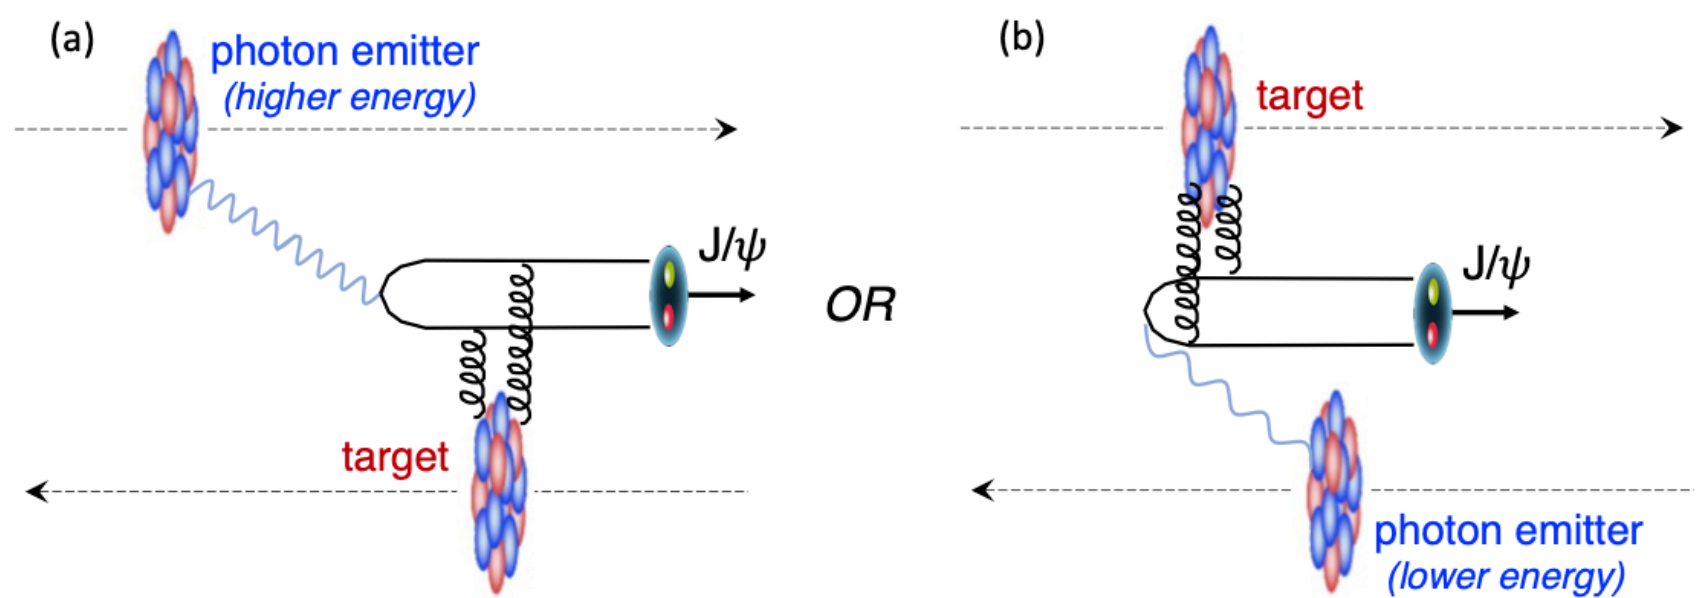 (a)
photon emitter
(higher energy)
J/ψ
target
OR
(b)
target
J/ψ
photon emitter
(lower energy)